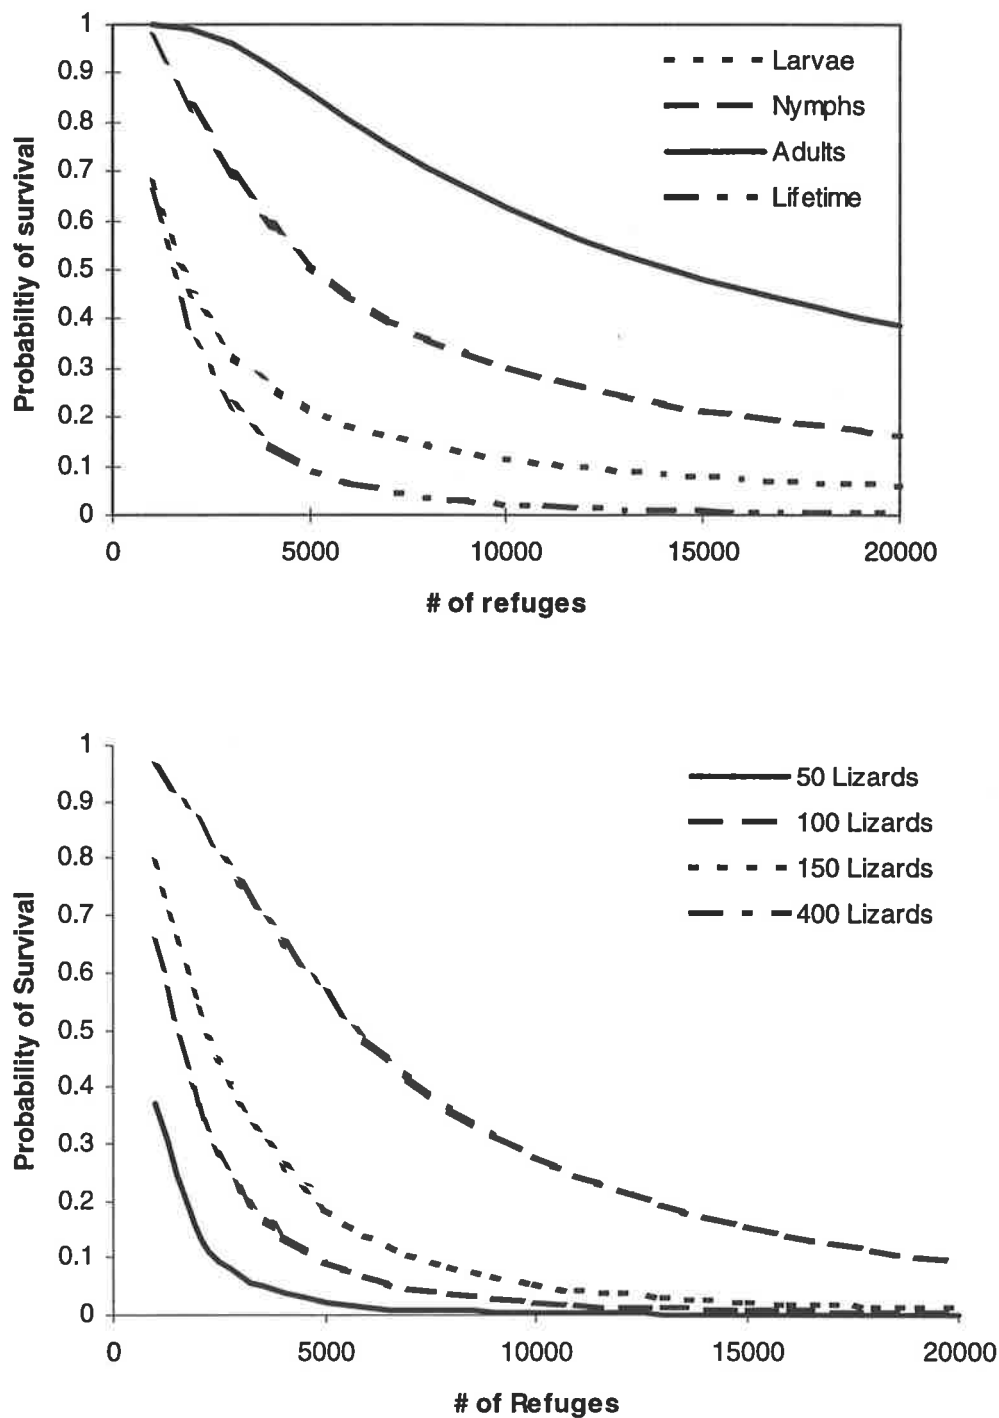 Probabiltiy of survival
1
0.9
0.8
0.7
0.6
0.5
0.4
0.3
0.2
0.1
0
0 5000 10000 15000 20000
# of refuges
Larvae
Nymphs
Adults
Lifetime
Probability of Survival
1
0.9
0.8
0.7
0.6
0.5
0.4
0.3
0.2
0.1
0
0 5000 10000 15000 20000
# of Refuges
50 Lizards
100 Lizards
150 Lizards
400 Lizards